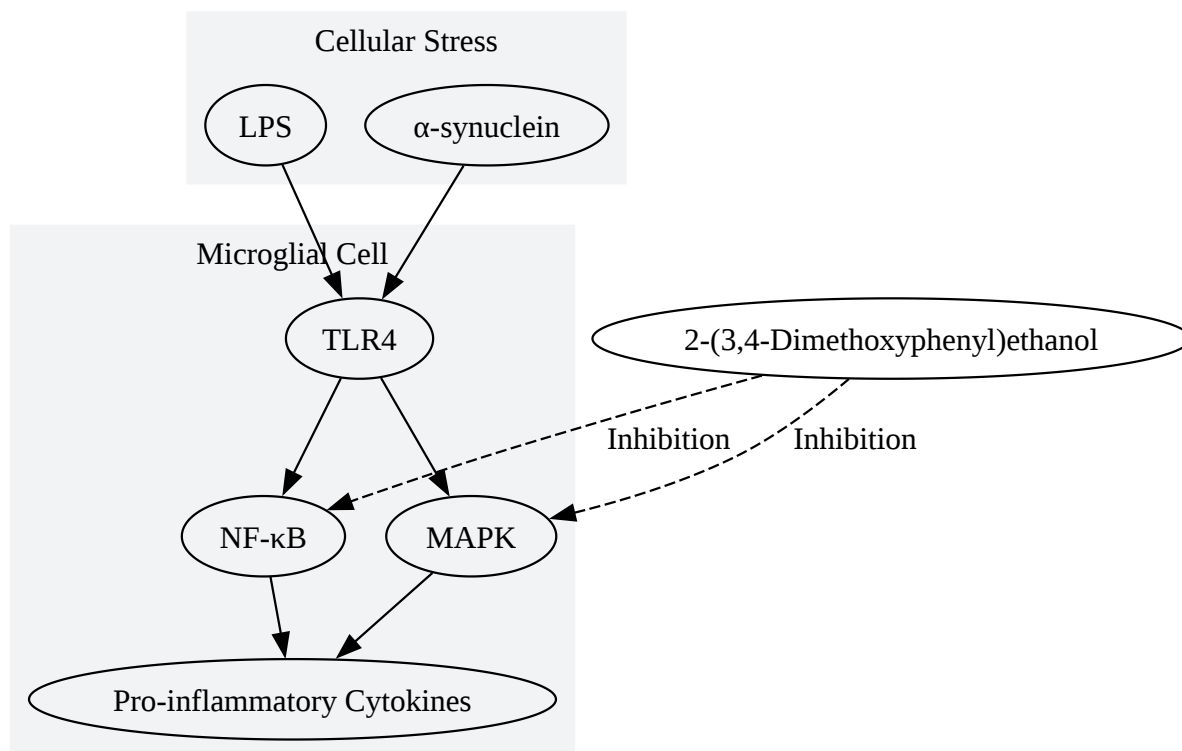 Cellular Stress
LPS
α-synuclein
Microglial Cell
TLR4
2-(3,4-Dimethoxyphenyl)ethanol
Inhibition
Inhibition
NF-κB
MAPK
Pro-inflammatory Cytokines